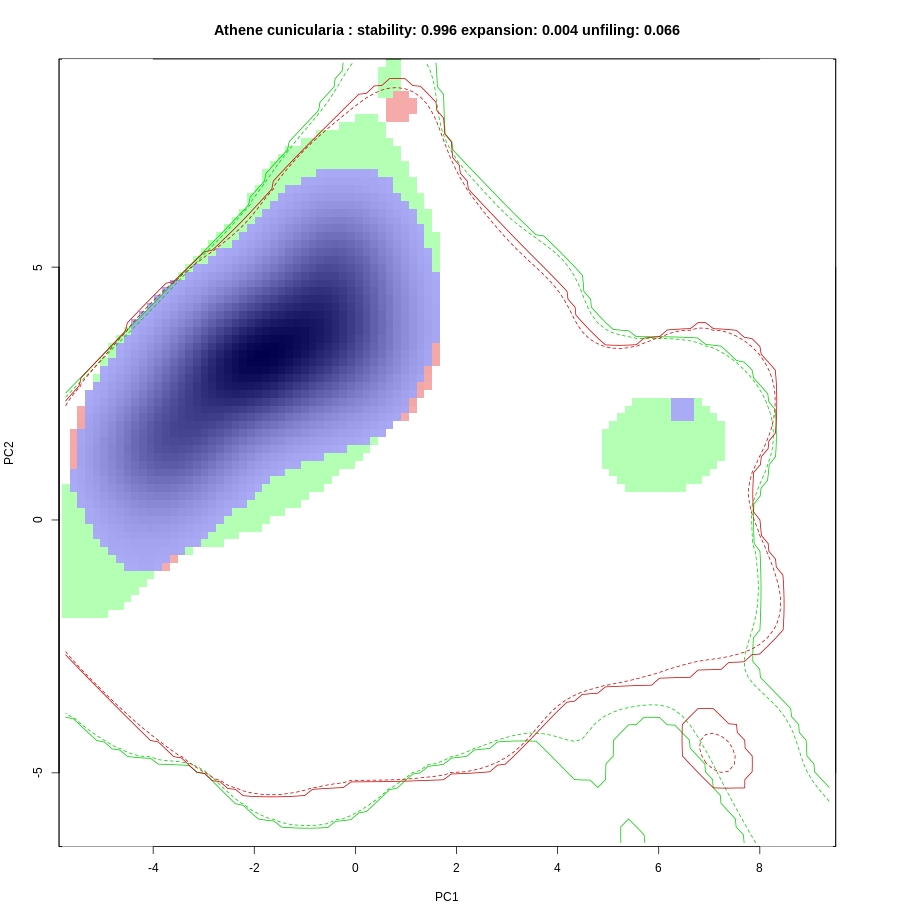 Athene cunicularia : stability: 0.996 expansion: 0.004 unfiling: 0.066
5
0
-5
PC2
-4 -2 0 2 4 6 8
PC1